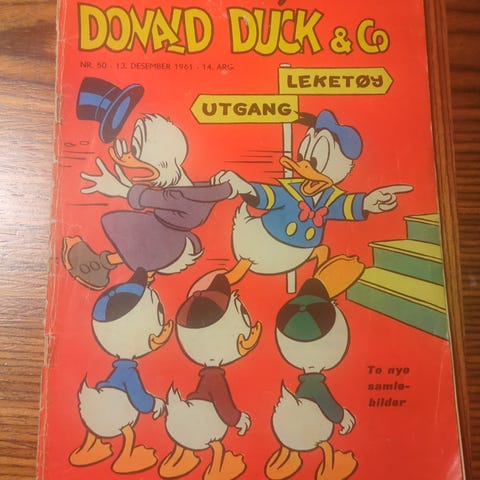 DONALD DUCK & Co
NR. 50 - 13. DESEMBER 1961 - 14. ÅRG.
LEKETØY
UTGANG
To nye
samle-
bilder